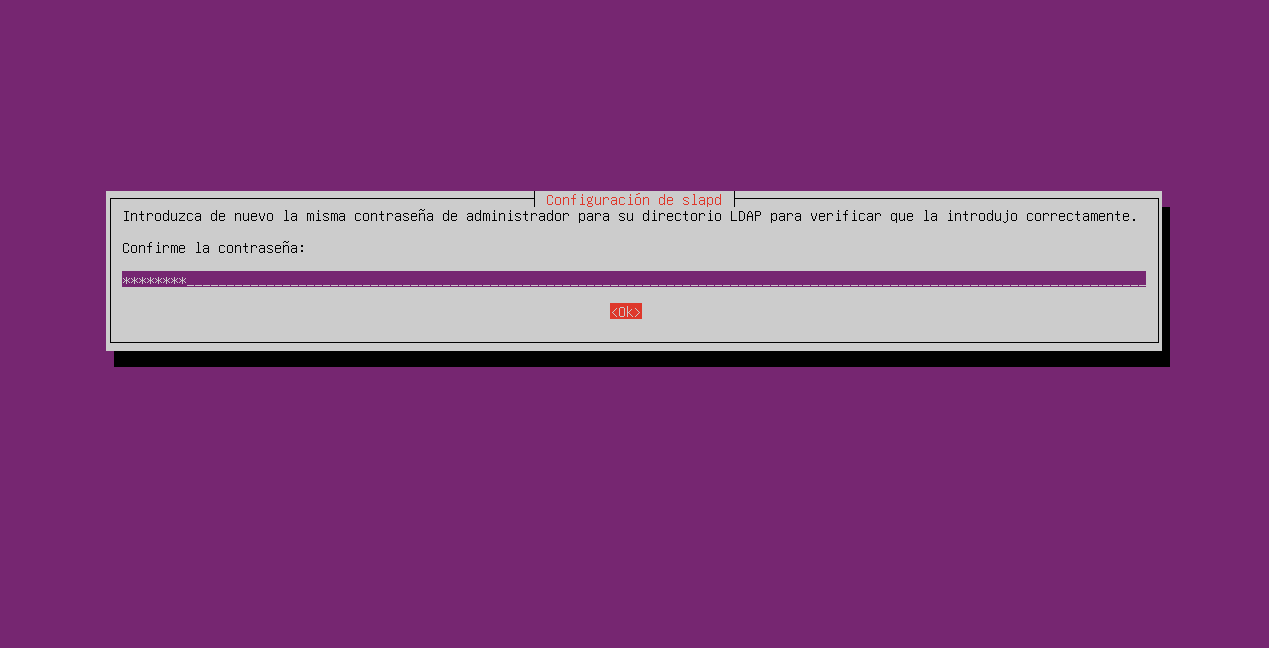 Configuración de slapd
Introduzca de nuevo la misma contraseña de administrador para su directorio LDAP para verificar que la introdujo correctamente.
Confirme la contraseña:
********
<Ok>